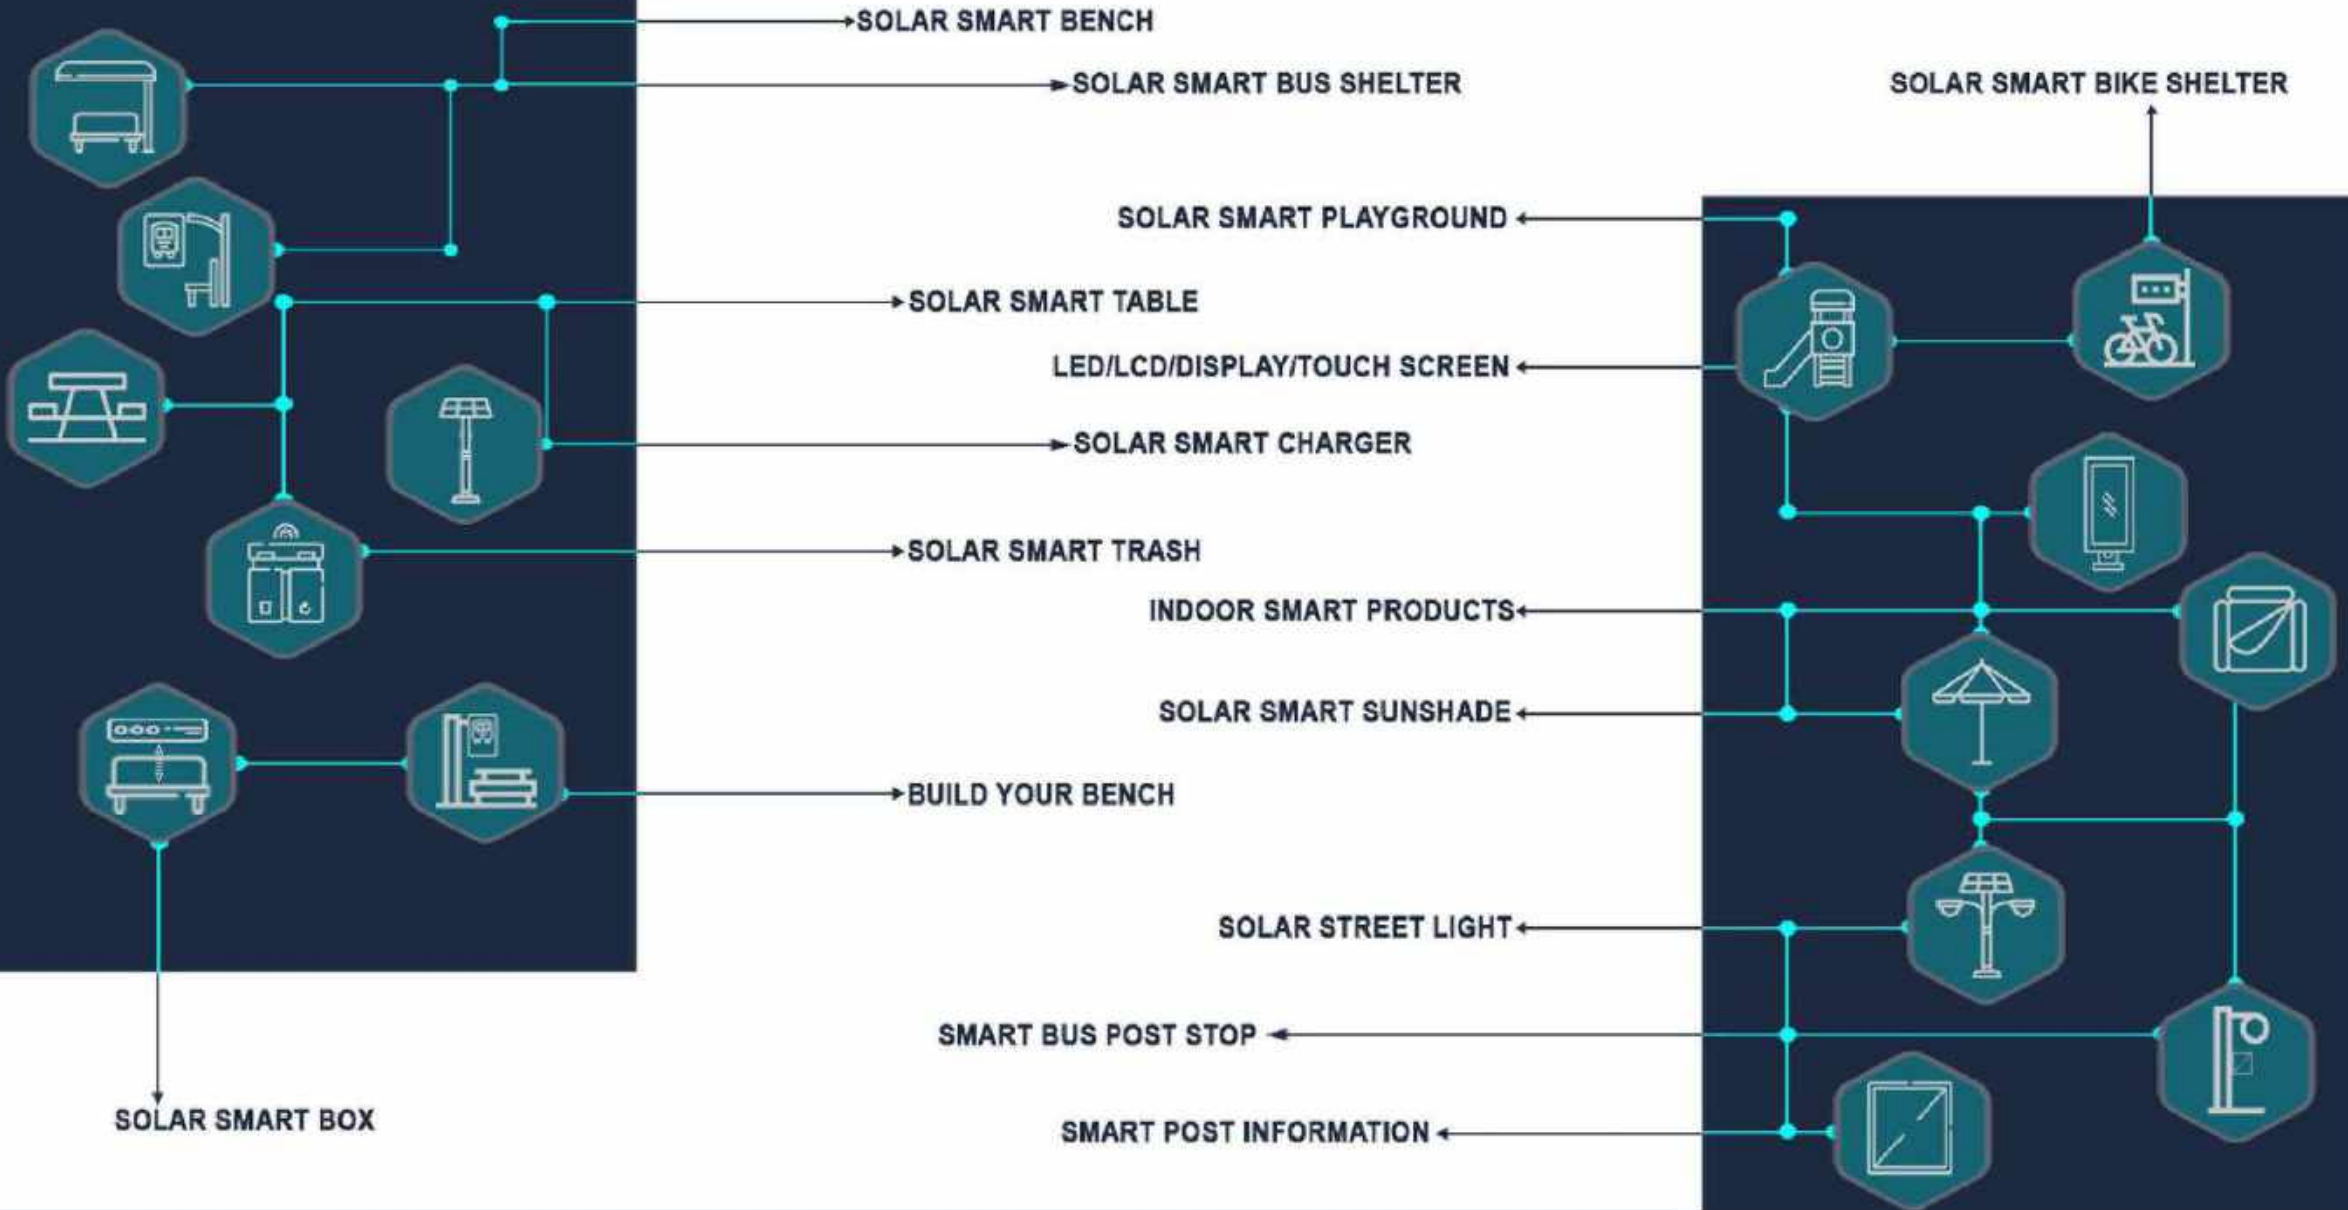 SOLAR SMART BENCH
SOLAR SMART BUS SHELTER
SOLAR SMART BIKE SHELTER
SOLAR SMART PLAYGROUND
SOLAR SMART TABLE
LED/LCD/DISPLAY/TOUCH SCREEN
SOLAR SMART CHARGER
SOLAR SMART TRASH
INDOOR SMART PRODUCTS
SOLAR SMART SUNSHADE
BUILD YOUR BENCH
SOLAR STREET LIGHT
SMART BUS POST STOP
SOLAR SMART BOX
SMART POST INFORMATION